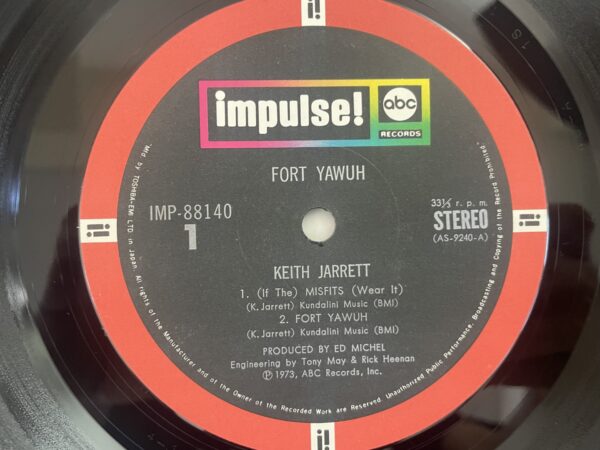 impulse!
abc
RECORDS
FORT YAWUH
IMP-88140
1
33⅓ r. p. m.
STEREO
(AS-9240-A)
KEITH JARRETT
1. (If The) MISFITS (Wear It)
(K. Jarrett) Kundalini Music (BMI)
2. FORT YAWUH
(K. Jarrett) Kundalini Music (BMI)
PRODUCED BY ED MICHEL
Engineering by Tony May & Rick Heenan
℗ 1973, ABC Records, Inc.
"Mfd by TOSHIBA-EMI LTD in Japan. All rights of the Manufacturer and of the Owner of the Recorded Work are Reserved. Unauthorized Public Performance, Broadcasting and Copying of the Record Prohibited"